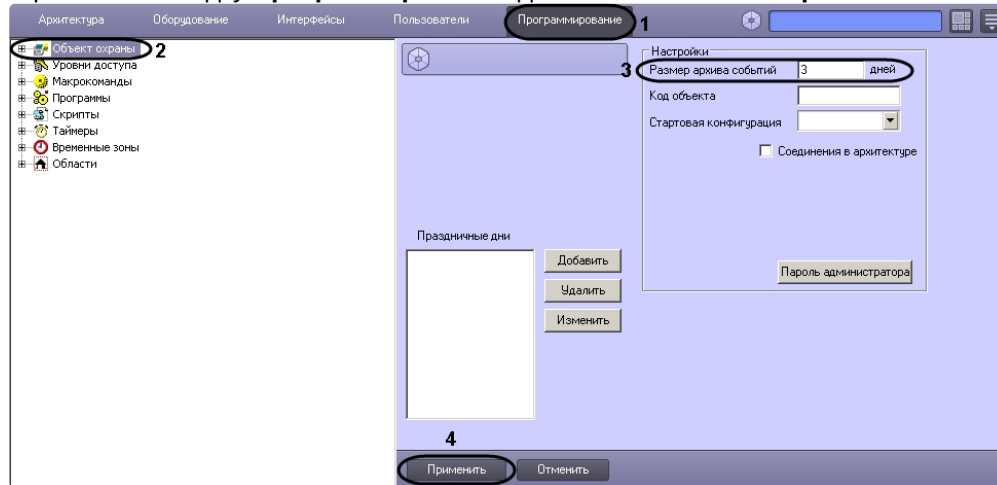 Архитектура Оборудование Интерфейсы Пользователи Программирование 1
Объект охраны 2
Уровни доступа
Макрокоманды
Программы
Скрипты
Таймеры
Временные зоны
Области
Настройки
3 Размер архива событий 3 дней
Код объекта
Стартовая конфигурация
Соединения в архитектуре
Пароль администратора
Праздничные дни
Добавить
Удалить
Изменить
4
Применить Отменить